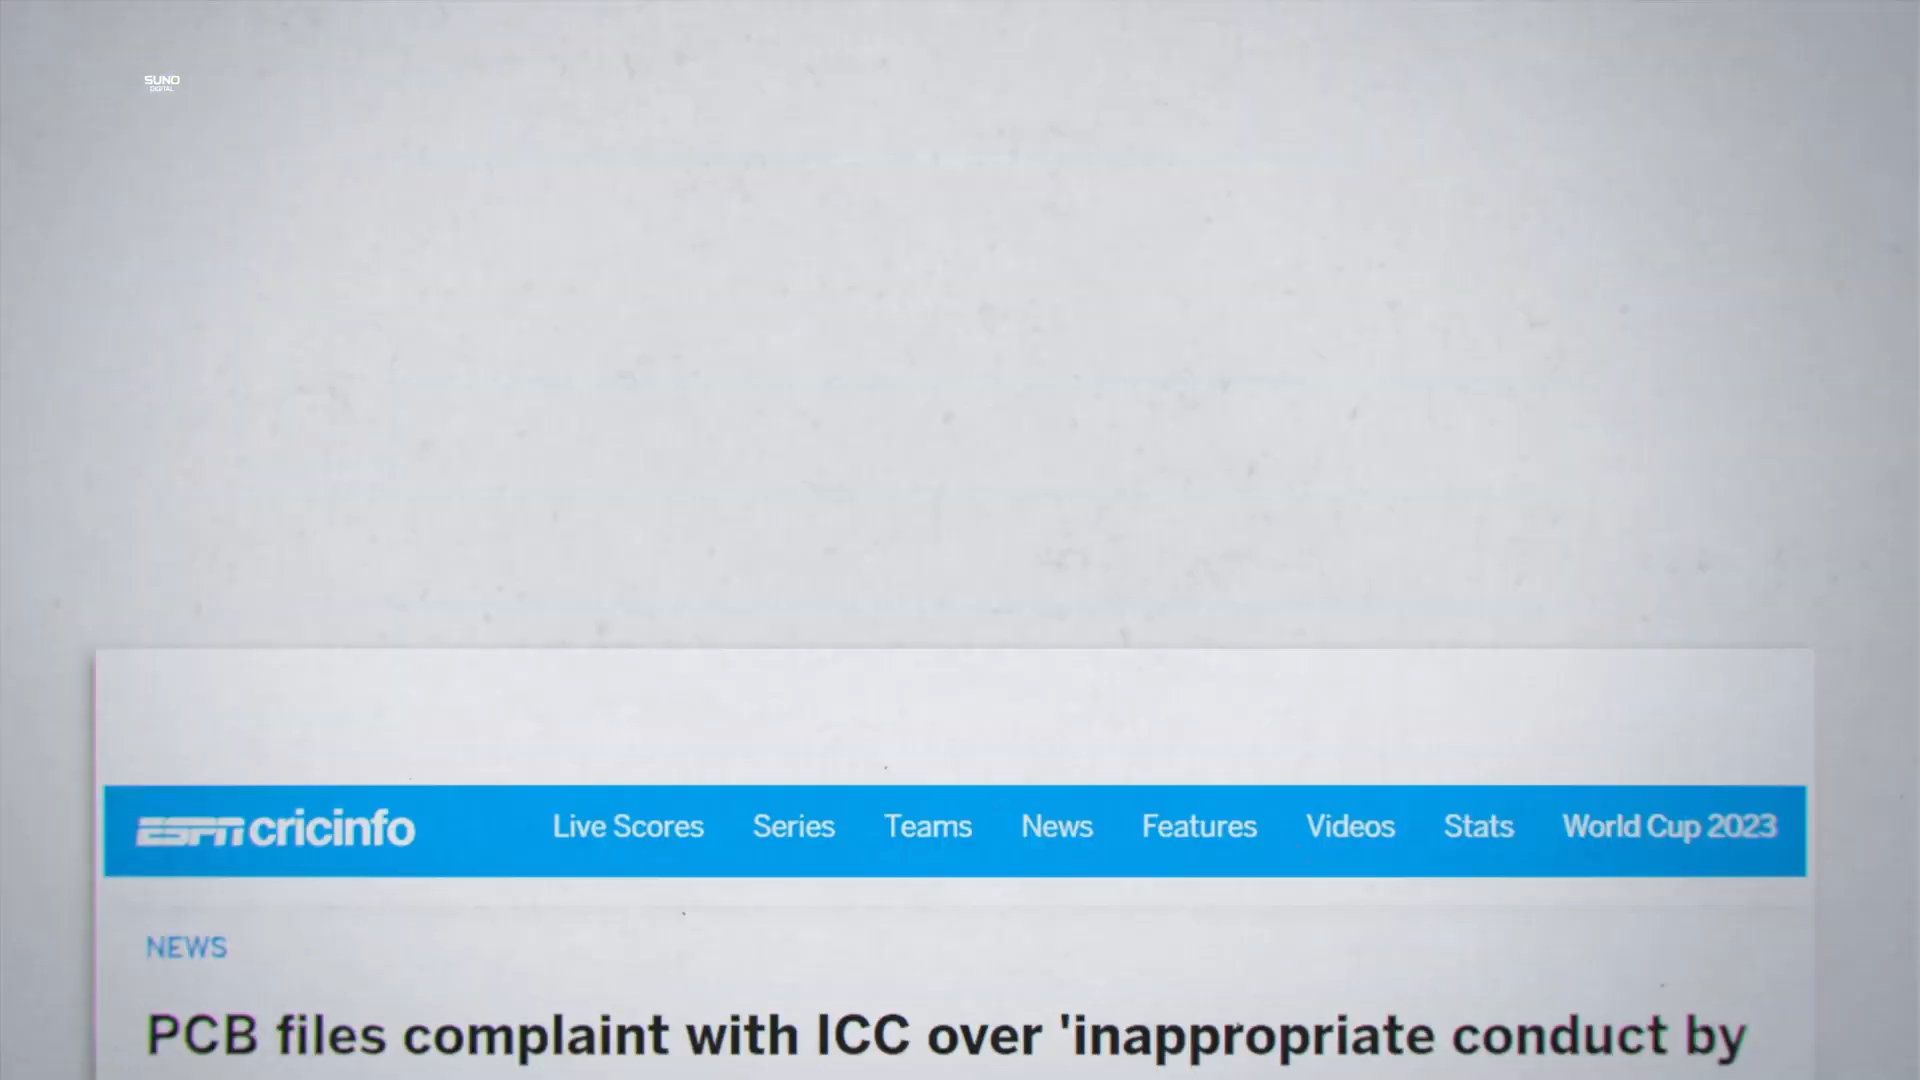 SUNO
DIGITAL
ESPN cricinfo Live Scores Series Teams News Features Videos Stats World Cup 2023
NEWS
PCB files complaint with ICC over 'inappropriate conduct by